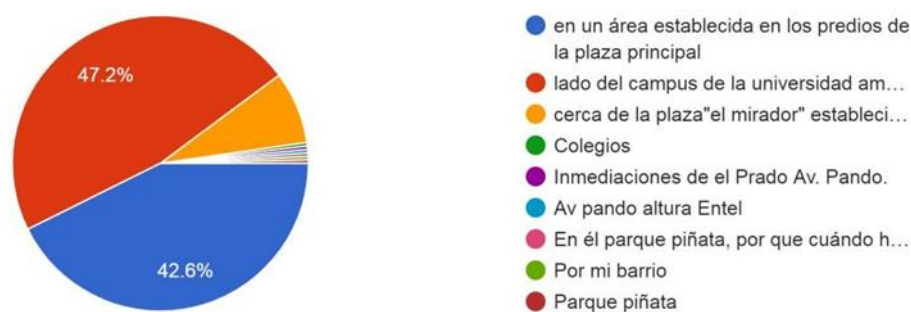 47.2%
42.6%
en un área establecida en los predios de
la plaza principal
lado del campus de la universidad am…
cerca de la plaza"el mirador" estableci…
Colegios
Inmediaciones de el Prado Av. Pando.
Av pando altura Entel
En él parque piñata, por que cuándo h…
Por mi barrio
Parque piñata